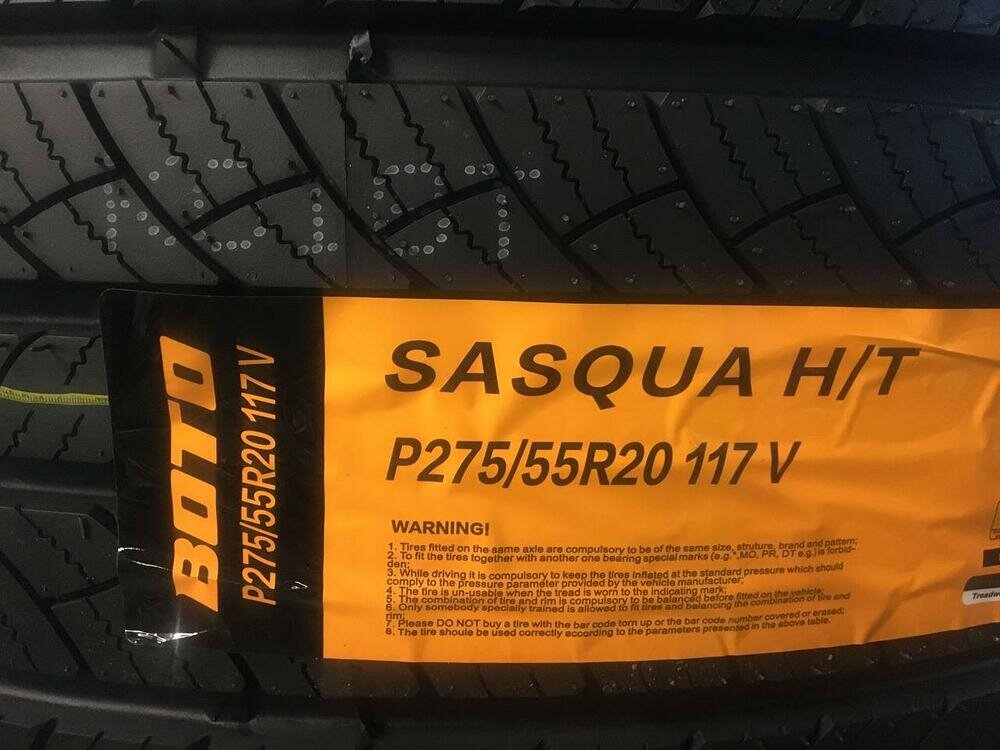 BOTO
P275/55R20 117 V
SASQUA H/T
P275/55R20 117 V
WARNING!
1. Tires fitted on the same axle are compulsory to be of the same size, struture, brand and pattern;
2. To fit the tires together with another one bearing special marks (e.g.*,MO, PR, DT e.g.) is forbid-
den;
3. While driving it is compulsory to keep the tires inflated at the standard pressure which should
comply to the pressure parameter provided by the vehicle manufacturer;
4. The tire is un-usable when the tread is worn to the indicating mark;
5. The combination of tire and rim is compulsory to be balanced before fitted on the vehicle;
6. Only somebody specially trained is allowed to fit tires and balancing the combination of tire and
rim;
7. Please DO NOT buy a tire with the bar code torn up or the bar code number covered or erased;
8. The tire should be used correctly according to the parameters presented in the above table.